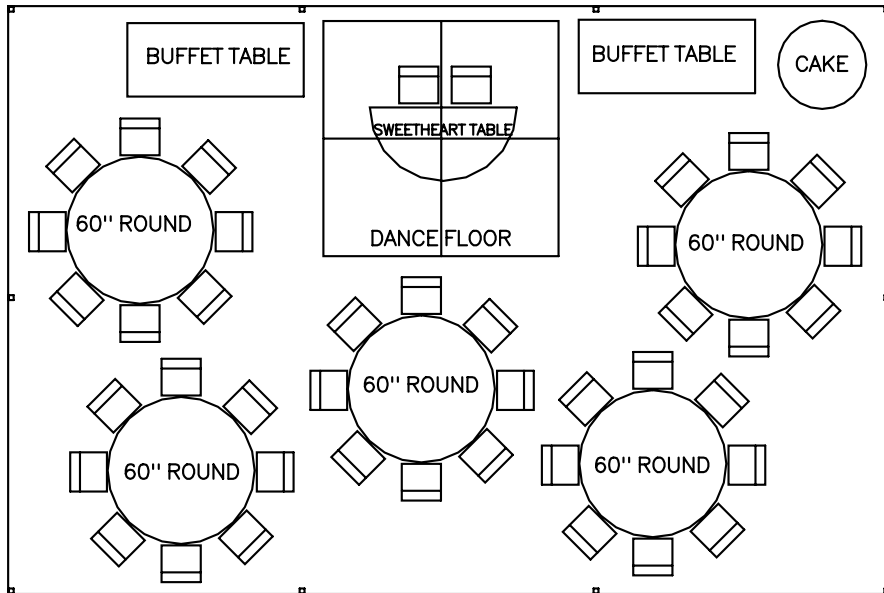 BUFFET TABLE
BUFFET TABLE
CAKE
SWEETHEART TABLE
DANCE FLOOR
60" ROUND
60" ROUND
60" ROUND
60" ROUND
60" ROUND